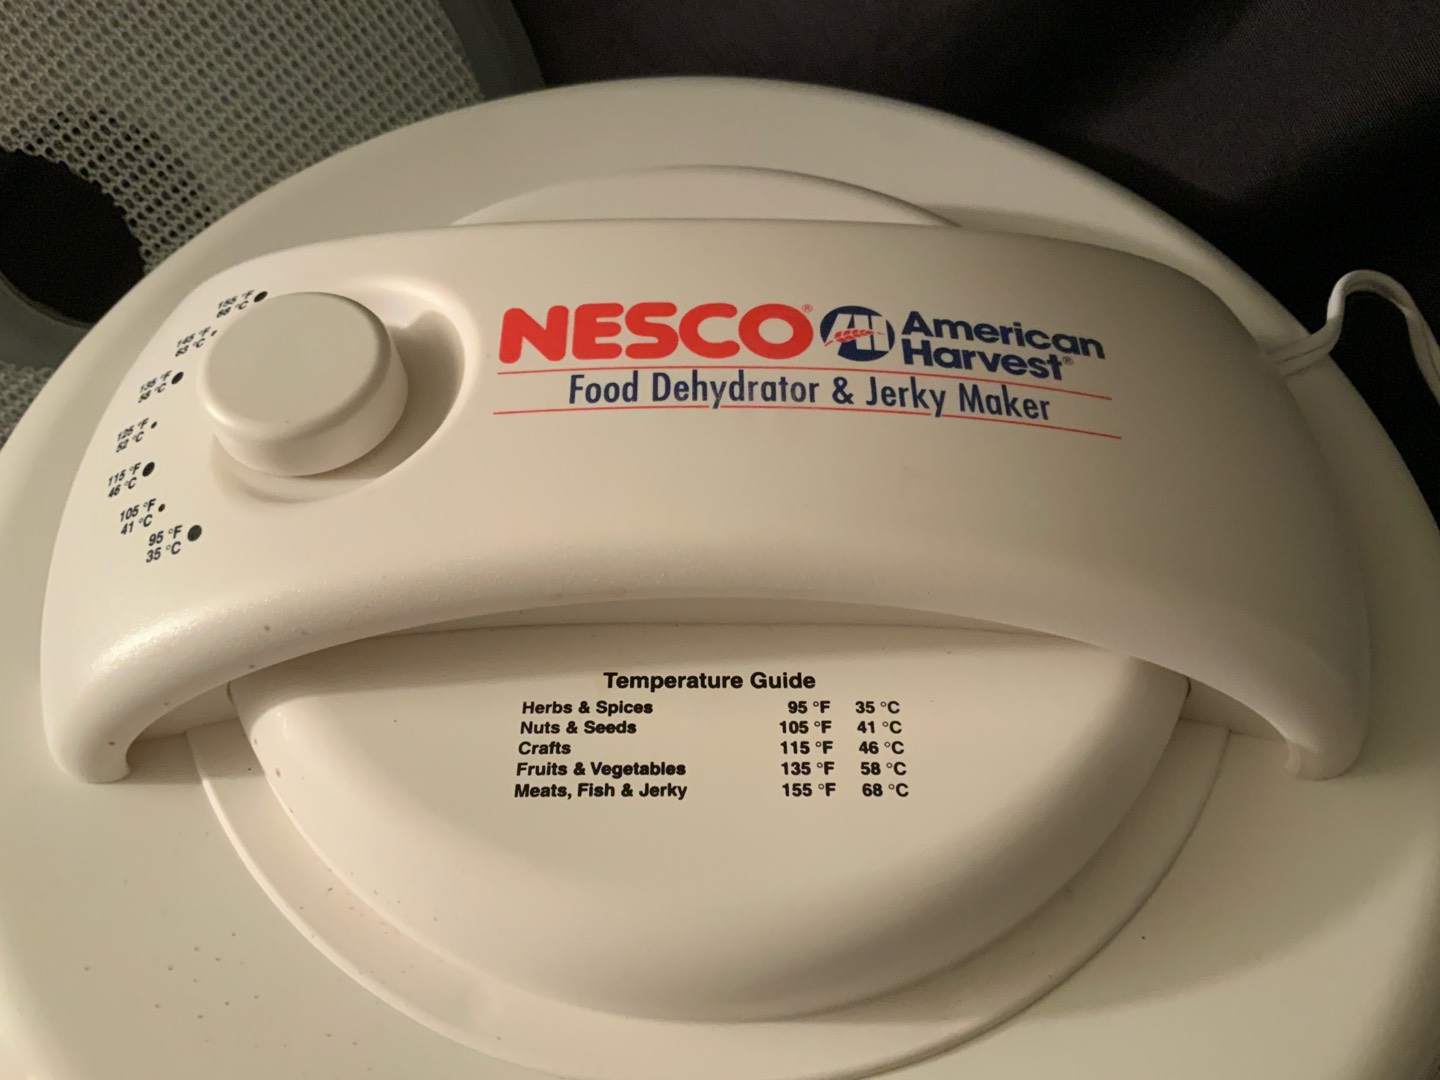 155 °F
68 °C
145 °F
63 °C
135 °F
58 °C
125 °F
52 °C
115 °F
46 °C
105 °F
41 °C
95 °F
35 °C
NESCO® American Harvest®
Food Dehydrator & Jerky Maker
Temperature Guide
Herbs & Spices 95 °F 35 °C
Nuts & Seeds 105 °F 41 °C
Crafts 115 °F 46 °C
Fruits & Vegetables 135 °F 58 °C
Meats, Fish & Jerky 155 °F 68 °C